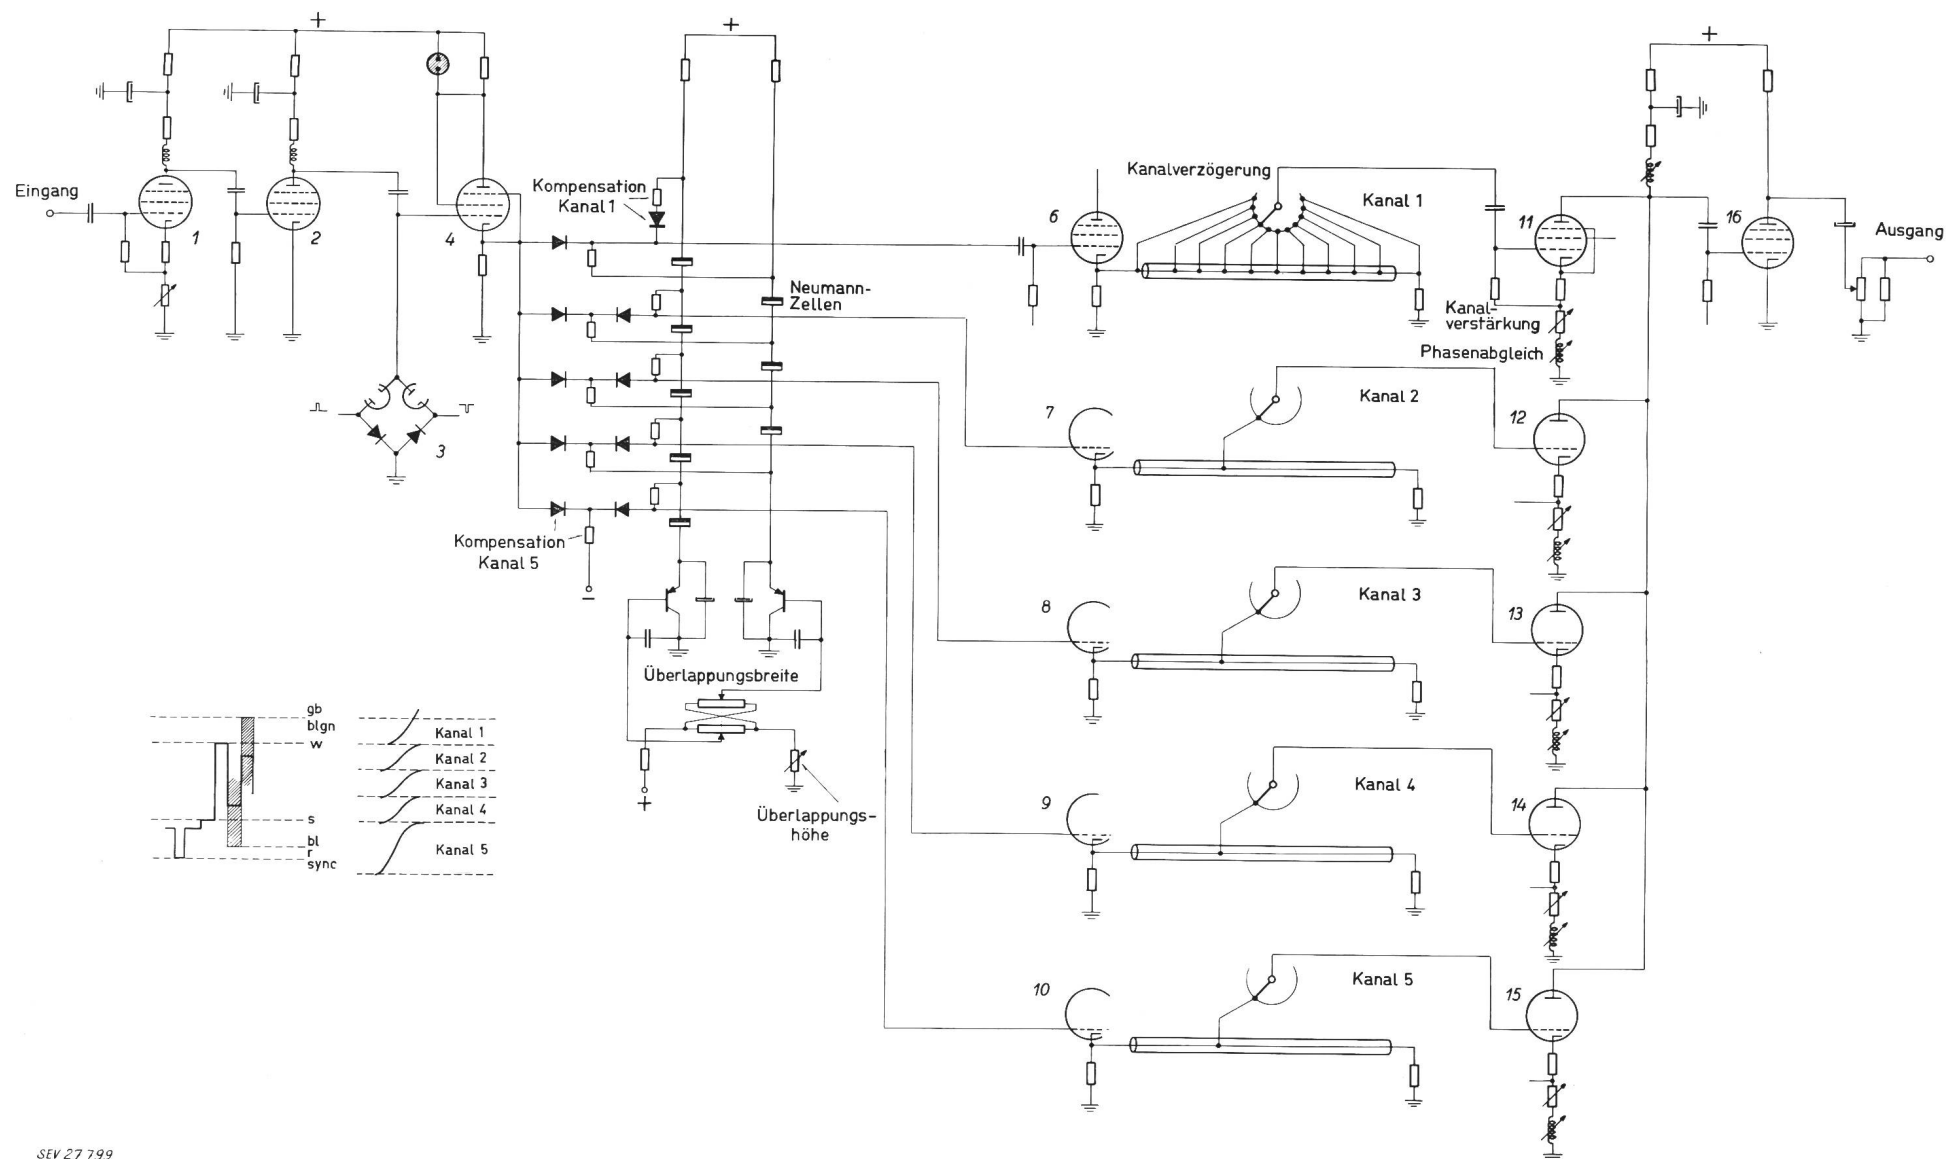 +
+
+
Eingang
1
2
4
3
Kompensation
Kanal 1
Neumann-
Zellen
Kompensation
Kanal 5
−
Überlappungsbreite
+
Überlappungs-
höhe
Kanalverzögerung
Kanal 1
6
11
16
Ausgang
Kanal-
verstärkung
Phasenabgleich
7
Kanal 2
12
8
Kanal 3
13
9
Kanal 4
14
10
Kanal 5
15
gb
blgn
w
s
bl
r
sync
Kanal 1
Kanal 2
Kanal 3
Kanal 4
Kanal 5
SEV 27 799